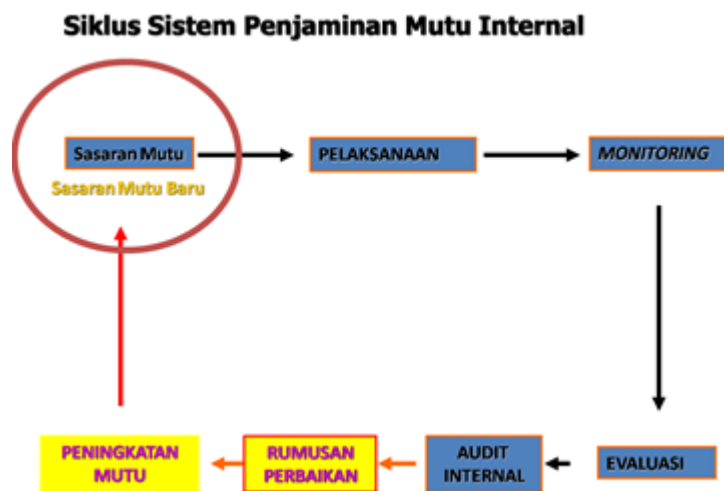 Siklus Sistem Penjaminan Mutu Internal
Sasaran Mutu
Sasaran Mutu Baru
PELAKSANAAN
MONITORING
PENINGKATAN
MUTU
RUMUSAN
PERBAIKAN
AUDIT
INTERNAL
EVALUASI